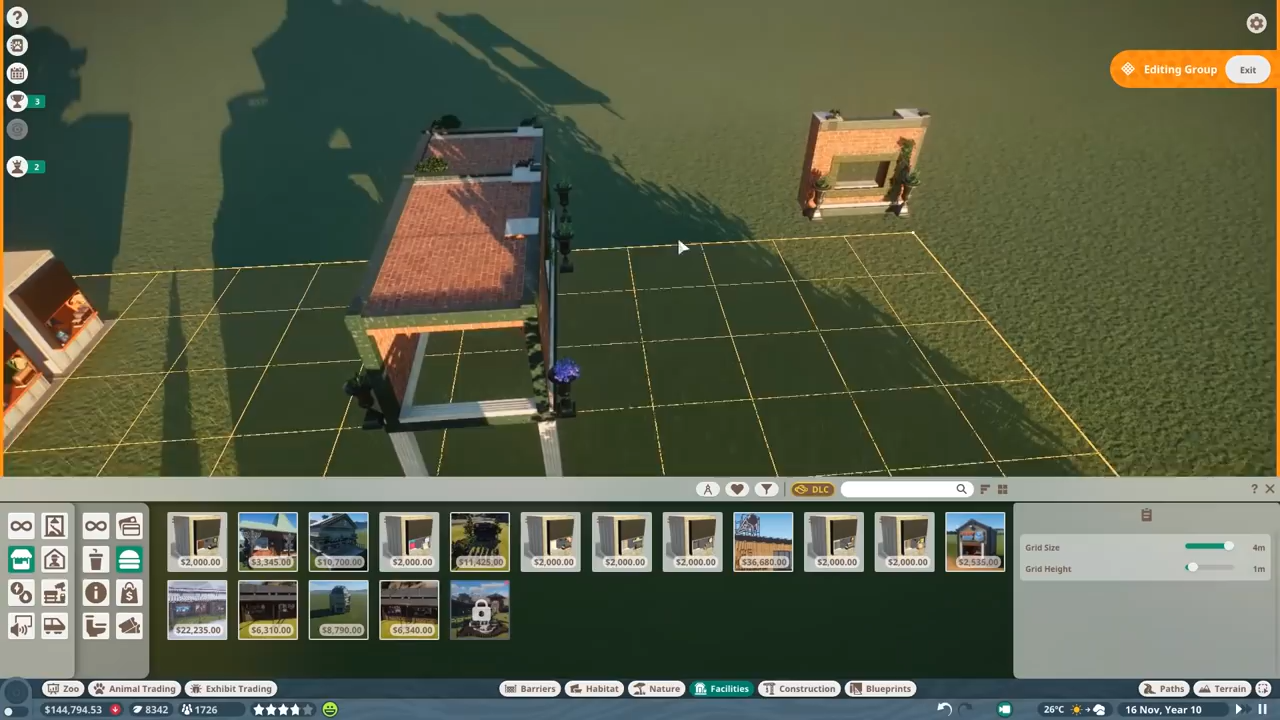 ?
3
2
Editing Group
Exit
DLC
?
$2,000.00
$3,345.00
$10,700.00
$2,000.00
$11,425.00
$2,000.00
$2,000.00
$2,000.00
$36,680.00
$2,000.00
$2,000.00
$2,535.00
$22,235.00
$6,310.00
$8,790.00
$6,340.00
Grid Size
4m
Grid Height
1m
Zoo
Animal Trading
Exhibit Trading
Barriers
Habitat
Nature
Facilities
Construction
Blueprints
Paths
Terrain
$144,794.53
8342
1726
26°C
16 Nov, Year 10